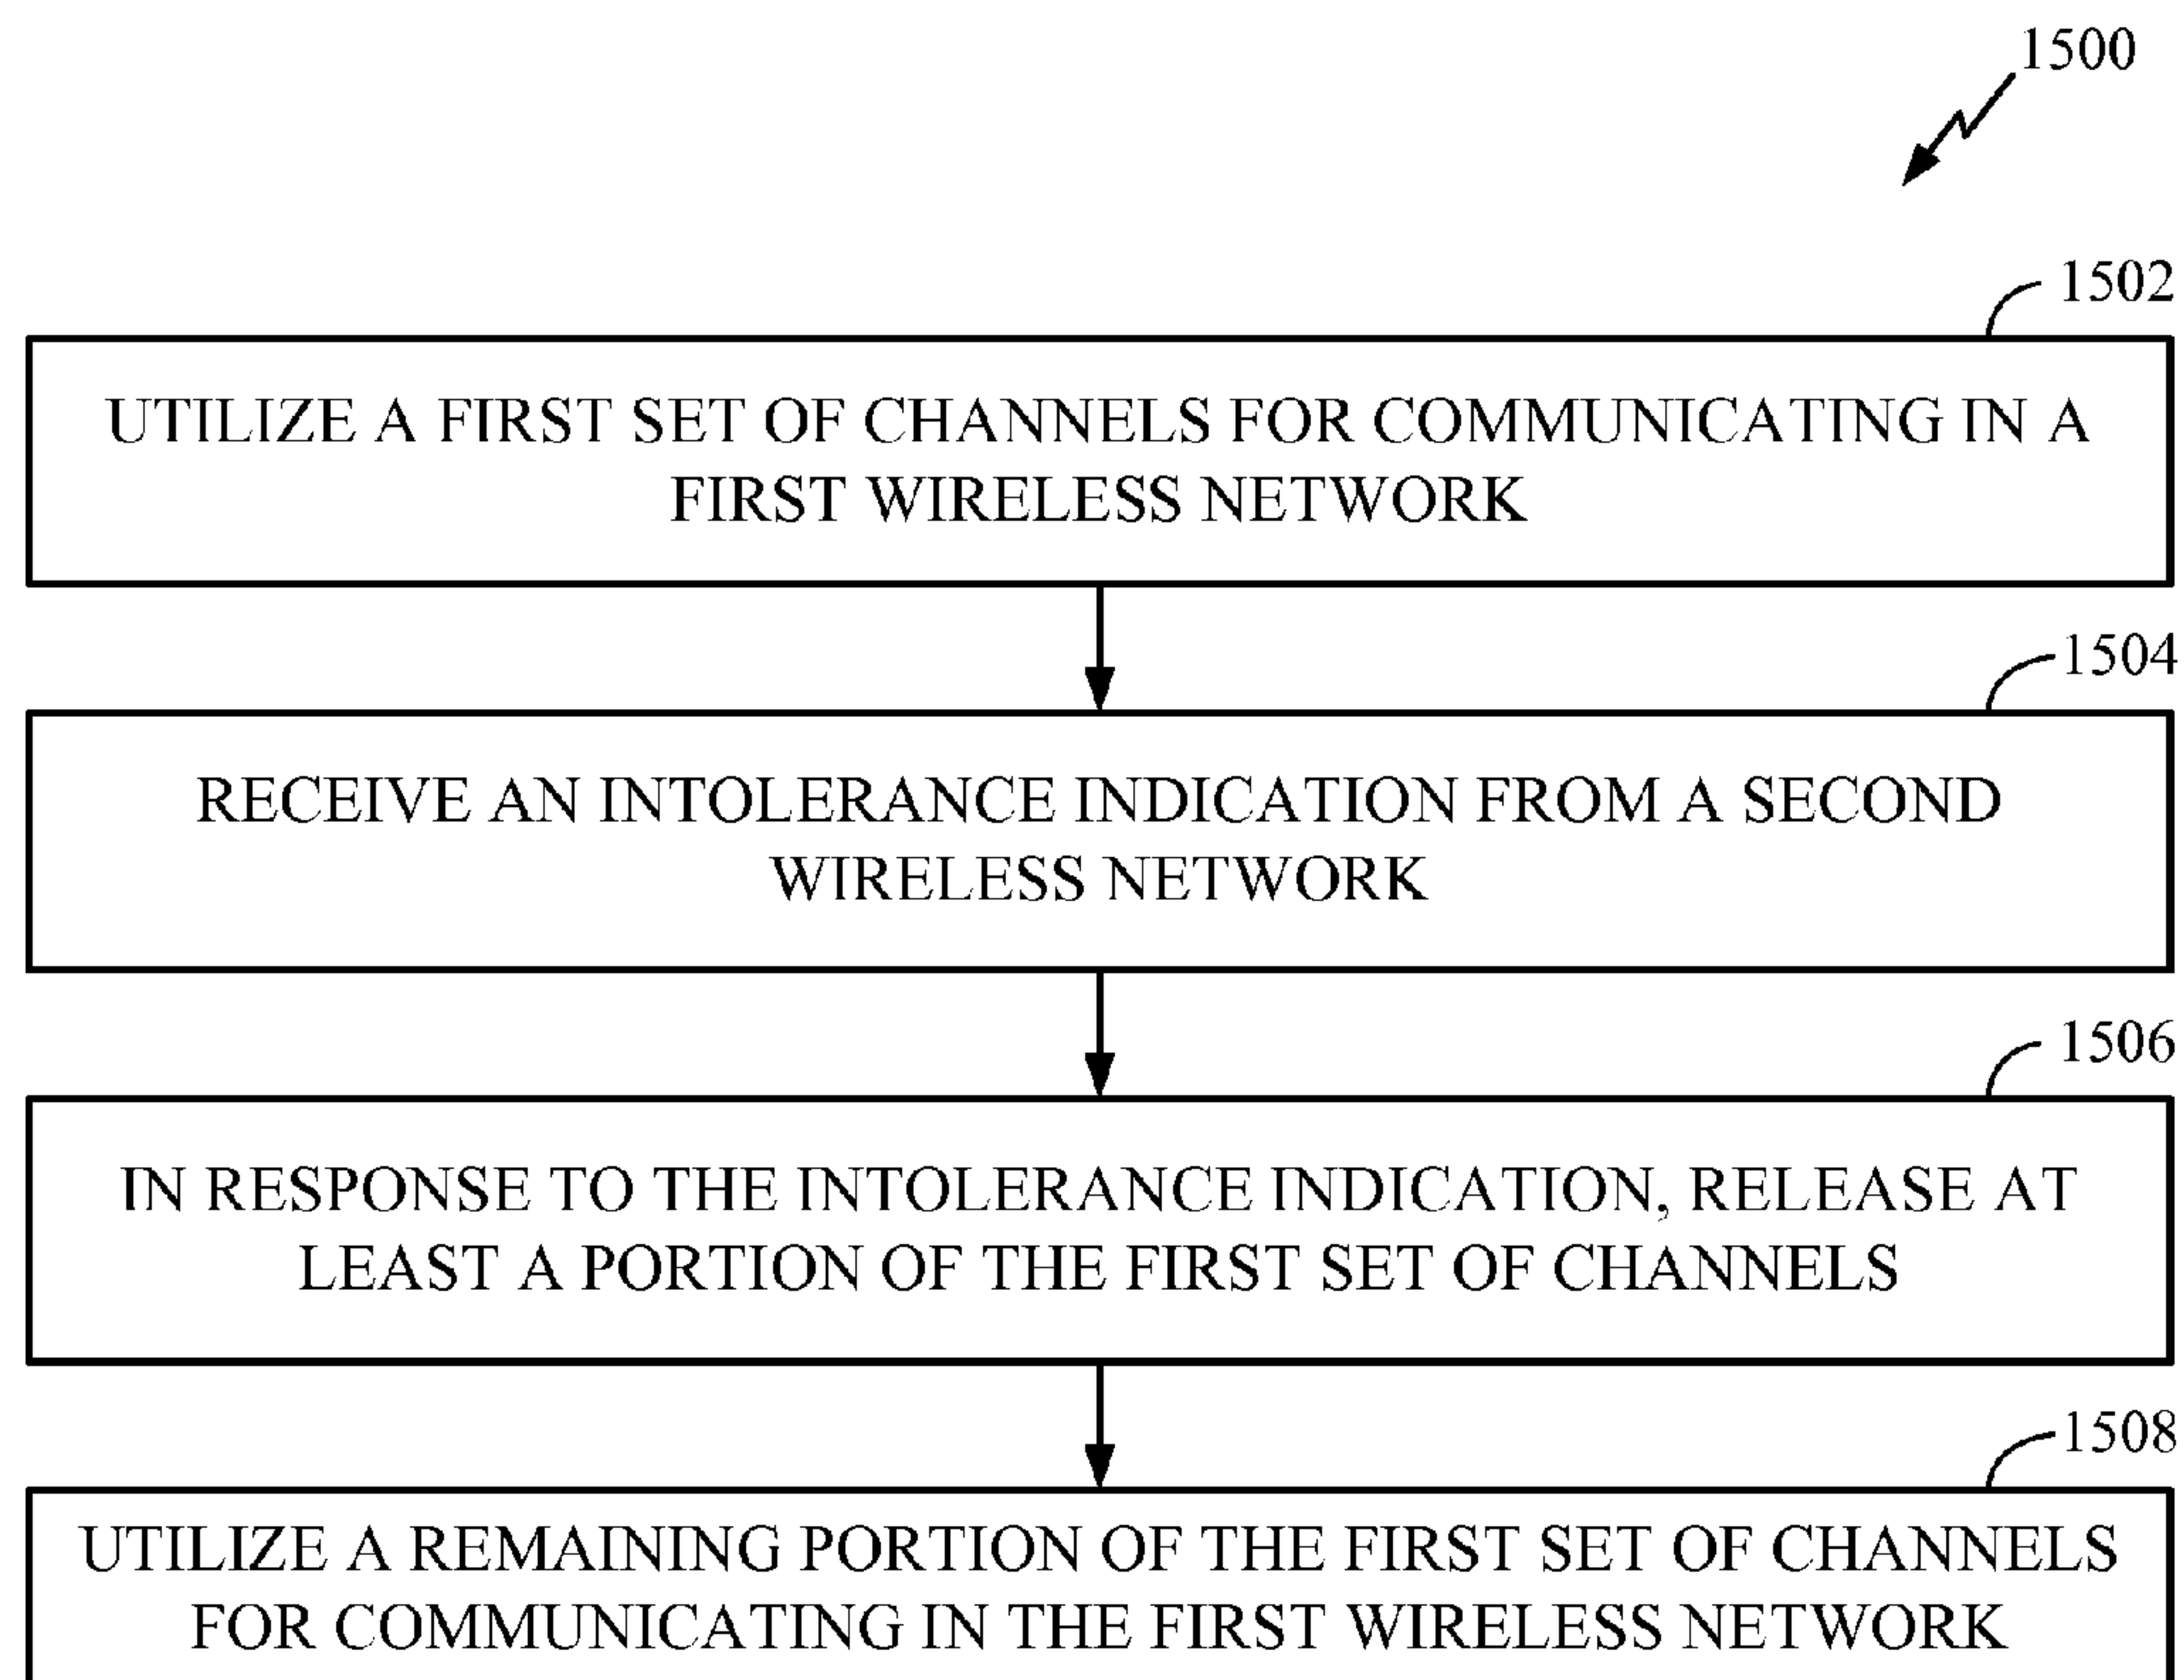 1500
1502
UTILIZE A FIRST SET OF CHANNELS FOR COMMUNICATING IN A
FIRST WIRELESS NETWORK
1504
RECEIVE AN INTOLERANCE INDICATION FROM A SECOND
WIRELESS NETWORK
1506
IN RESPONSE TO THE INTOLERANCE INDICATION, RELEASE AT
LEAST A PORTION OF THE FIRST SET OF CHANNELS
1508
UTILIZE A REMAINING PORTION OF THE FIRST SET OF CHANNELS
FOR COMMUNICATING IN THE FIRST WIRELESS NETWORK